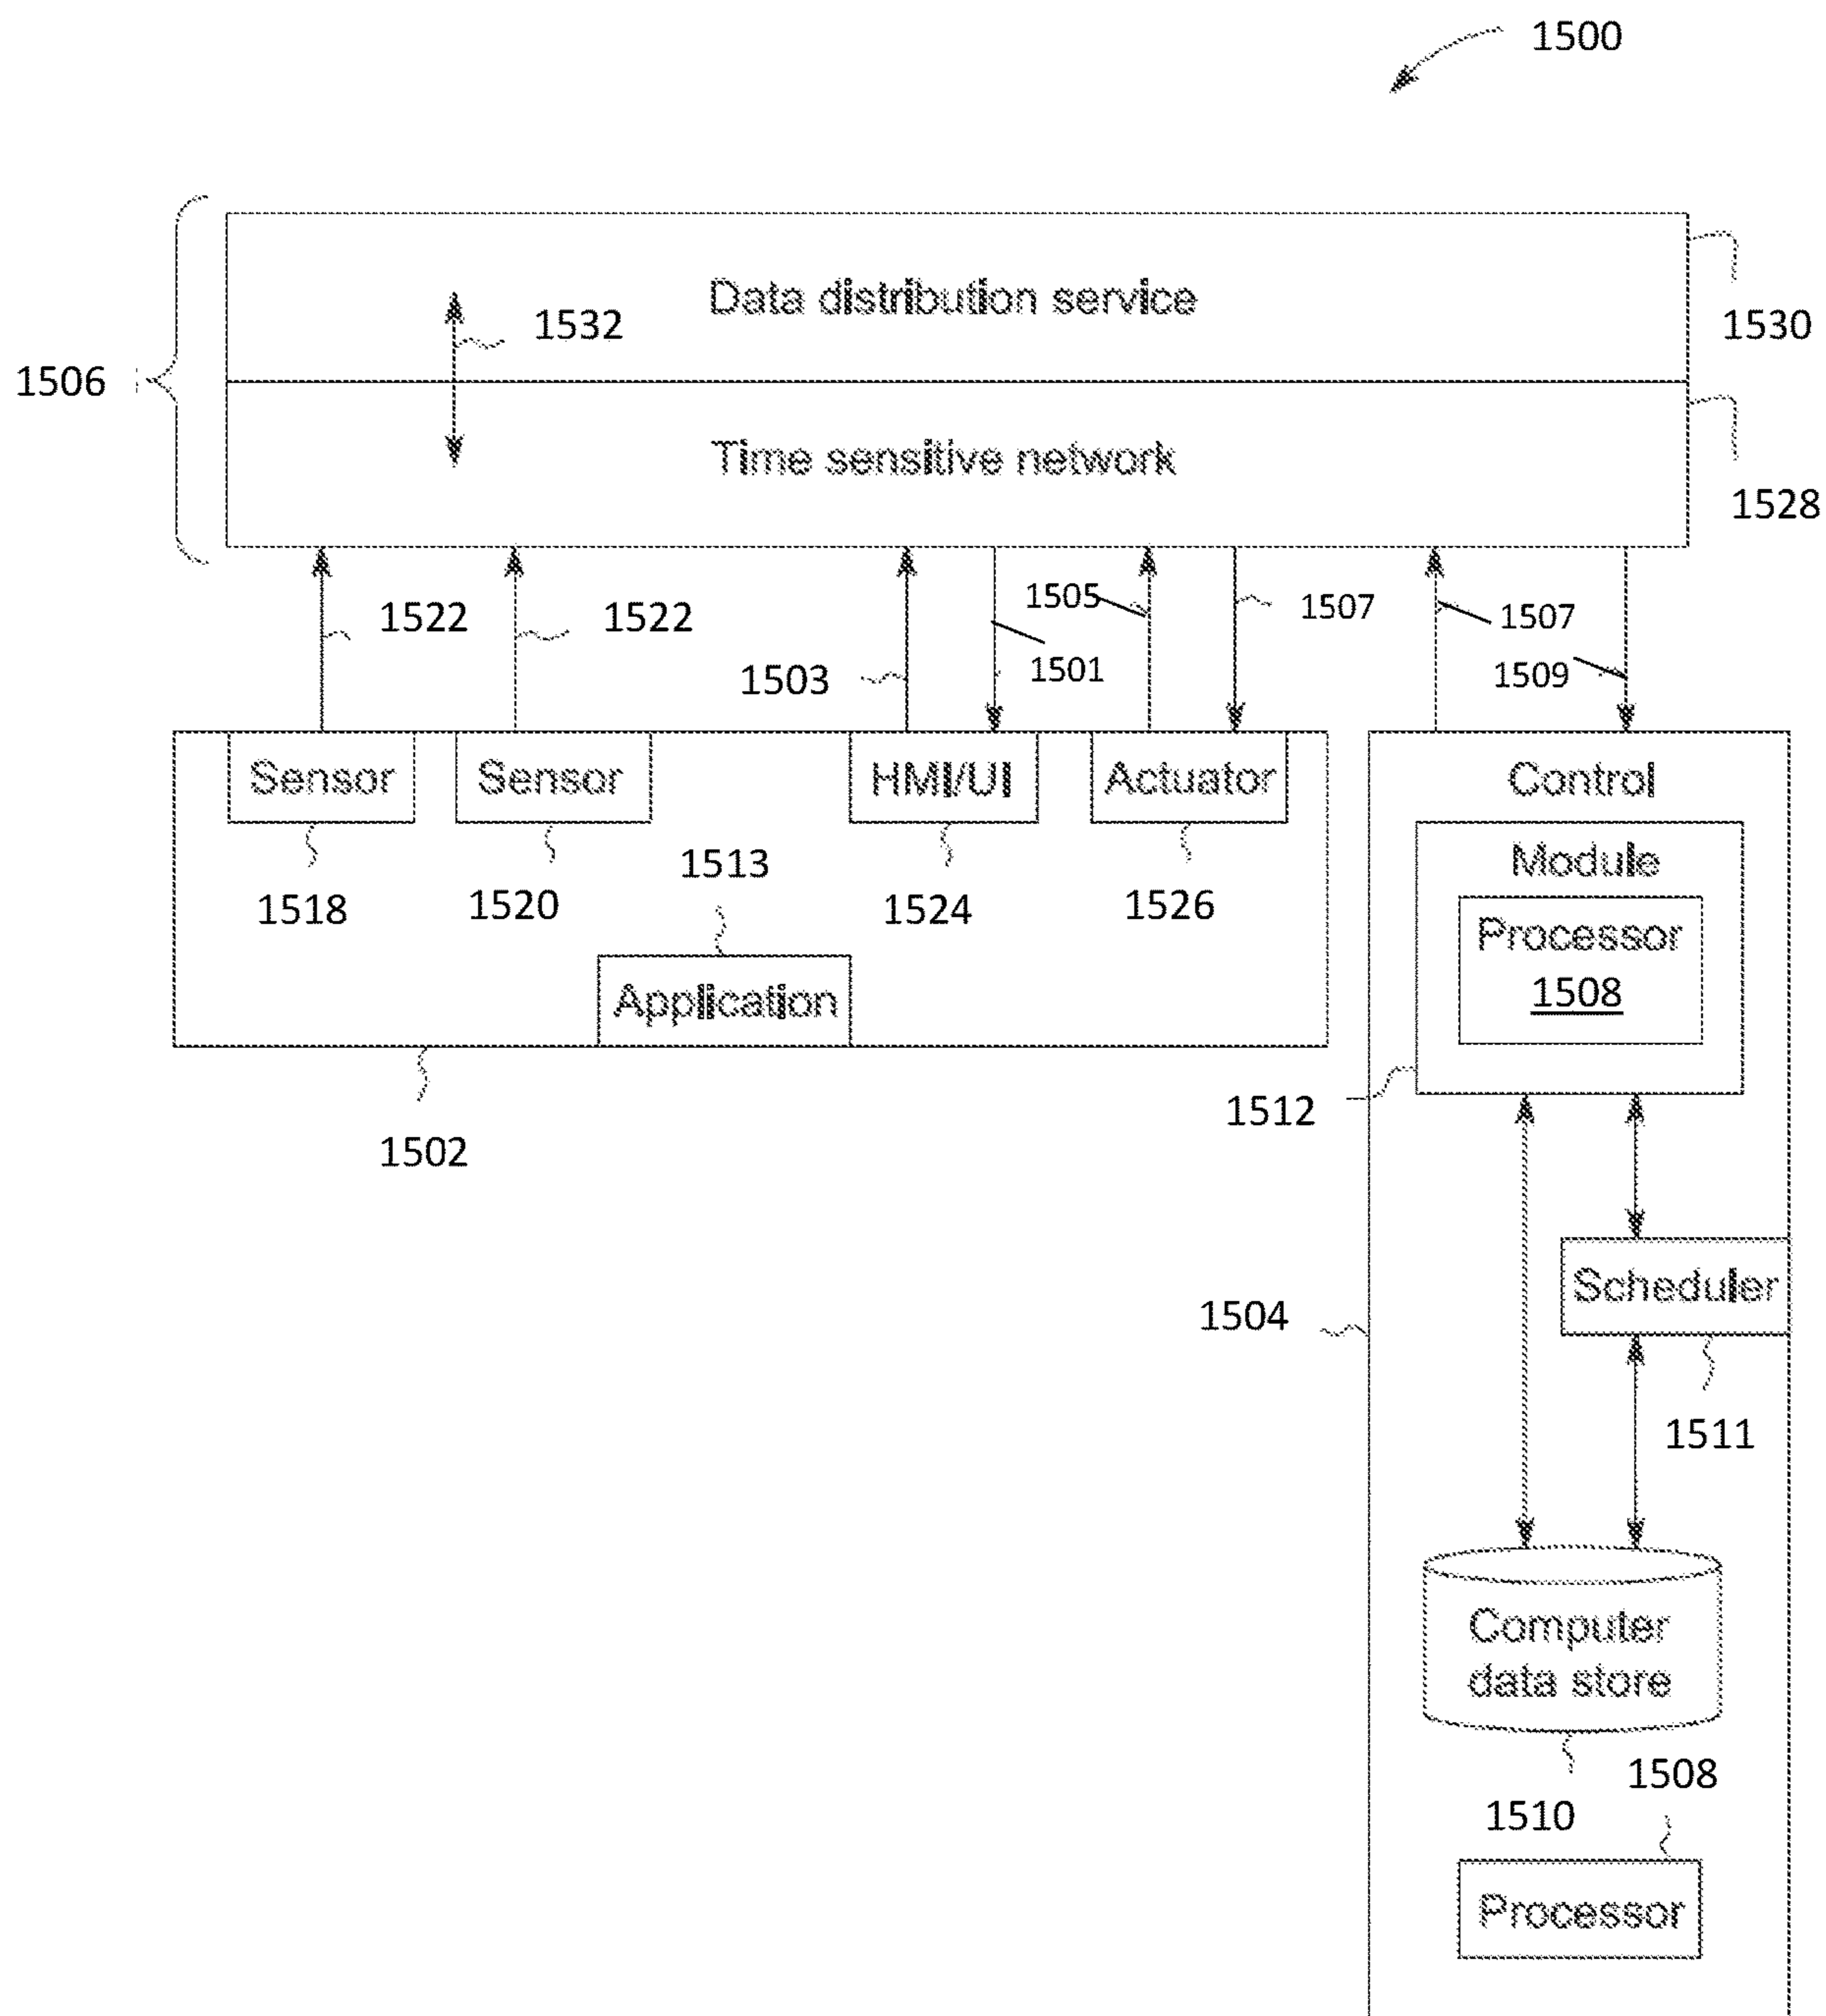 1500
Data distribution service
1532
1530
1506
Time sensitive network
1528
1522
1522
1503
1505
1501
1507
1507
1509
Sensor
Sensor
HMI/UI
Actuator
Control
1518
1520
1513
1524
1526
Module
Processor
1508
Application
1502
1512
Scheduler
1504
1511
Computer
data store
1510
1508
Processor